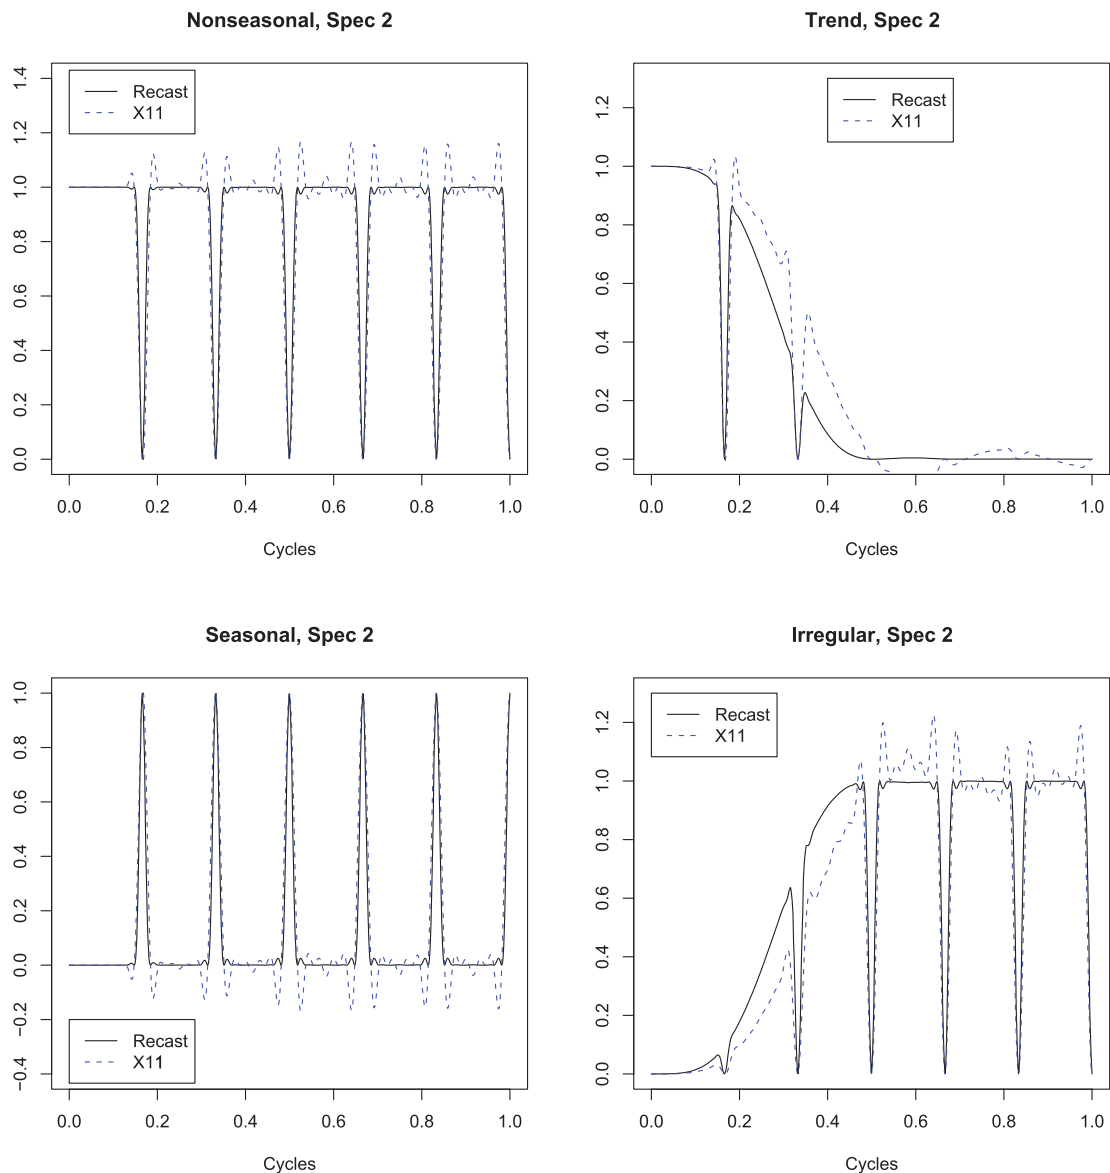 Nonseasonal, Spec 2
1.4
1.2
1.0
0.8
0.6
0.4
0.2
0.0
Recast
X11
0.0 0.2 0.4 0.6 0.8 1.0
Cycles
Trend, Spec 2
1.2
1.0
0.8
0.6
0.4
0.2
0.0
Recast
X11
0.0 0.2 0.4 0.6 0.8 1.0
Cycles
Seasonal, Spec 2
1.0
0.8
0.6
0.4
0.2
0.0
−0.2
−0.4
Recast
X11
0.0 0.2 0.4 0.6 0.8 1.0
Cycles
Irregular, Spec 2
1.2
1.0
0.8
0.6
0.4
0.2
0.0
Recast
X11
0.0 0.2 0.4 0.6 0.8 1.0
Cycles